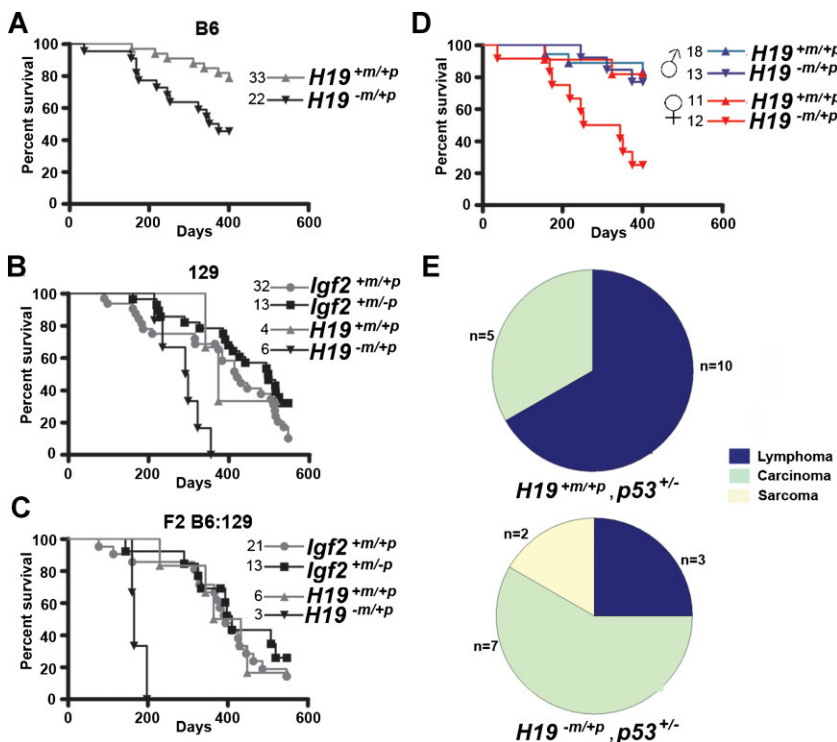 A
B6
Percent survival
100
80
60
40
20
0
0 200 400 600
Days
33 H19 +m/+p
22 H19 -m/+p
B
129
Percent survival
100
80
60
40
20
0
0 200 400 600
Days
32 Igf2 +m/+p
13 Igf2 +m/-p
4 H19 +m/+p
6 H19 -m/+p
C
F2 B6:129
Percent survival
100
80
60
40
20
0
0 200 400 600
Days
21 Igf2 +m/+p
13 Igf2 +m/-p
6 H19 +m/+p
3 H19 -m/+p
D
Percent survival
100
80
60
40
20
0
0 200 400 600
Days
♂ 18 H19 +m/+p
13 H19 -m/+p
♀ 11 H19 +m/+p
12 H19 -m/+p
E
n=5
n=10
H19 +m/+p, p53 +/-
Lymphoma
Carcinoma
Sarcoma
n=2
n=3
n=7
H19 -m/+p, p53 +/-